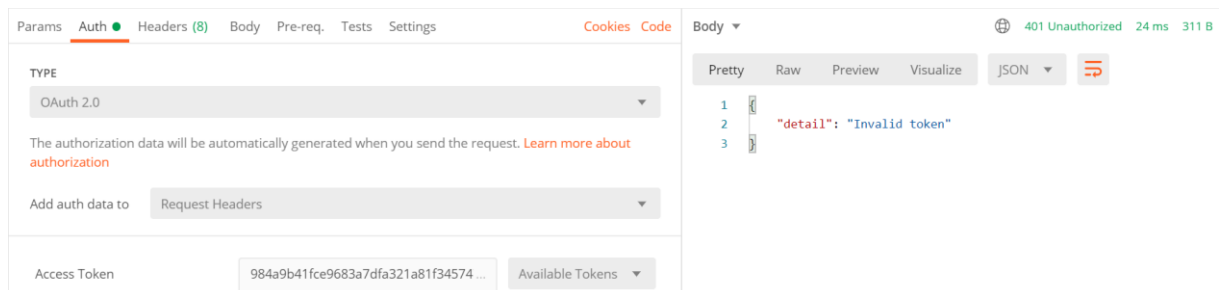 Params Auth Headers (8) Body Pre-req. Tests Settings Cookies Code
TYPE
OAuth 2.0
The authorization data will be automatically generated when you send the request. Learn more about
authorization
Add auth data to Request Headers
Access Token 984a9b41fce9683a7dfa321a81f34574 ... Available Tokens
Body 401 Unauthorized 24 ms 311 B
Pretty Raw Preview Visualize JSON
1 {
2 "detail": "Invalid token"
3 }